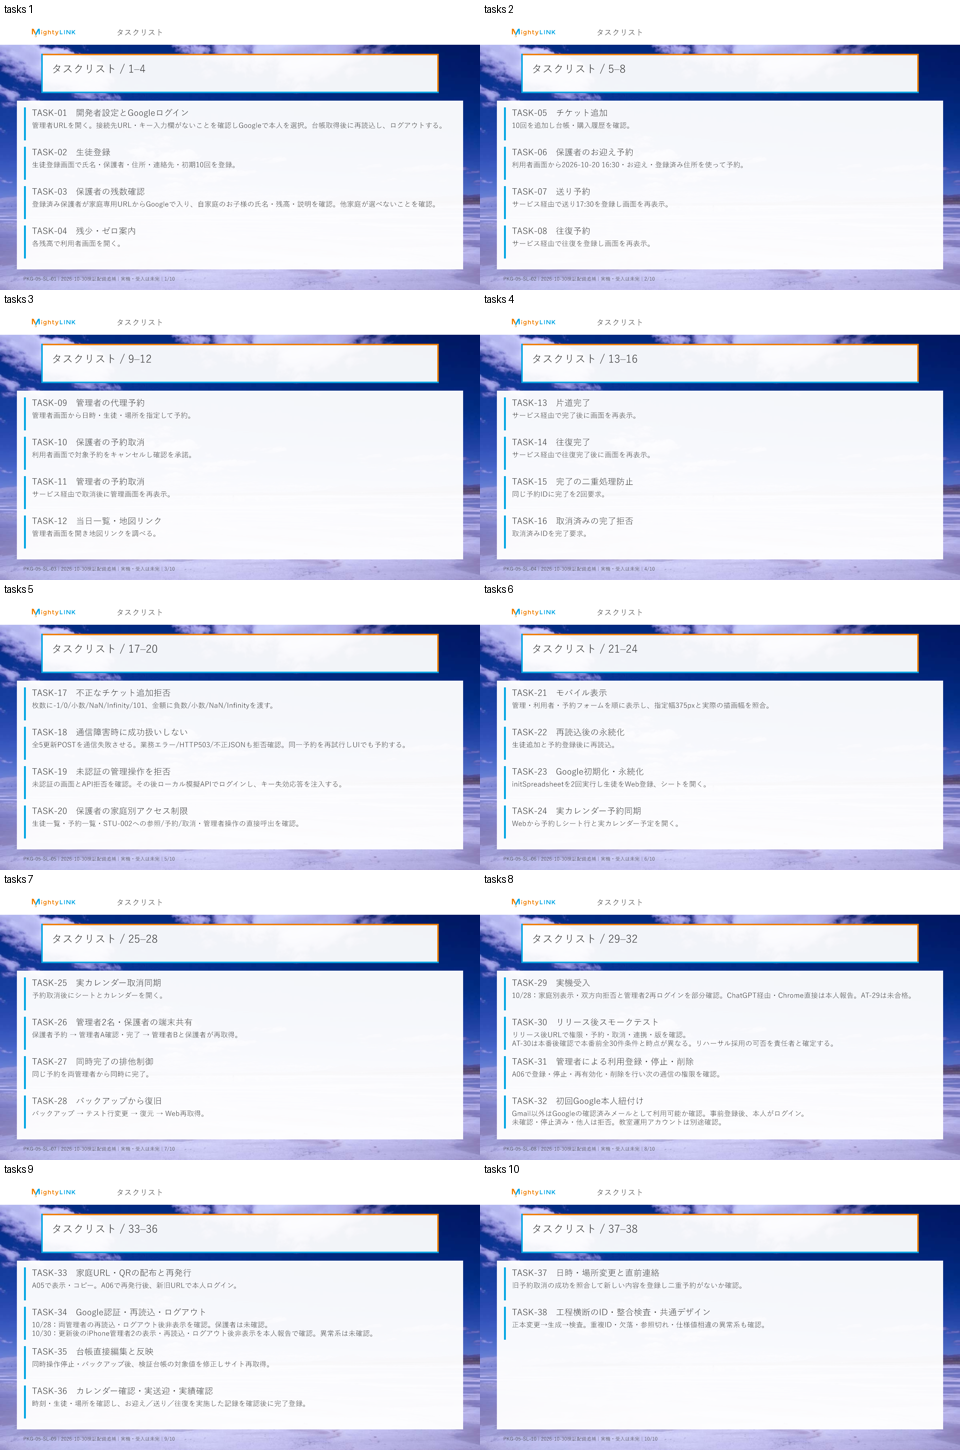 tasks 1
MightyLINK
タスクリスト
タスクリスト / 1–4
TASK-01 開発者設定とGoogleログイン
管理者URLを開く。接続先URL・キー入力欄がないことを確認しGoogleで本人を選択。台帳取得後に再読込し、ログアウトする。
TASK-02 生徒登録
生徒登録画面で氏名・保護者・住所・連絡先・初期10回を登録。
TASK-03 保護者の残数確認
登録済み保護者が家庭専用URLからGoogleで入り、自家庭のお子様の氏名・残高・説明を確認。他家庭が選べないことを確認。
TASK-04 残少・ゼロ案内
各残高で利用者画面を開く。
tasks 2
MightyLINK
タスクリスト
タスクリスト / 5–8
TASK-05 チケット追加
10回を追加し台帳・購入履歴を確認。
TASK-06 保護者のお迎え予約
利用者画面から2026-10-20 16:30・お迎え・登録済み住所を使って予約。
TASK-07 送り予約
サービス経由で送り17:30を登録し画面を再表示。
TASK-08 往復予約
サービス経由で往復を登録し画面を再表示。
tasks 3
MightyLINK
タスクリスト
タスクリスト / 9–12
TASK-09 管理者の代理予約
管理者画面から日時・生徒・場所を指定して予約。
TASK-10 保護者の予約取消
利用者画面で対象予約をキャンセルし確認を承諾。
TASK-11 管理者の予約取消
サービス経由で取消後に管理画面を再表示。
TASK-12 当日一覧・地図リンク
管理者画面を開き地図リンクを調べる。
tasks 4
MightyLINK
タスクリスト
タスクリスト / 13–16
TASK-13 片道完了
サービス経由で完了後に画面を再表示。
TASK-14 往復完了
サービス経由で往復完了後に画面を再表示。
TASK-15 完了の二重処理防止
同じ予約IDに完了を2回要求。
TASK-16 取消済みの完了拒否
取消済みIDを完了要求。
tasks 5
MightyLINK
タスクリスト
タスクリスト / 17–20
TASK-17 不正なチケット追加拒否
枚数に-1/0/小数/NaN/Infinity/101、金額に負数/小数/NaN/Infinityを渡す。
TASK-18 通信障害時に成功扱いしない
全5更新POSTを通信失敗させる。業務エラー/HTTP503/不正JSONも拒否確認。同一予約を再試行しUIでも予約する。
TASK-19 未認証の管理操作を拒否
未認証の画面とAPI拒否を確認。その後ローカル模擬APIでログインし、キー失効応答を注入する。
TASK-20 保護者の家庭別アクセス制限
生徒一覧・予約一覧・STU-002への参照/予約/取消・管理者操作の直接呼出を確認。
tasks 6
MightyLINK
タスクリスト
タスクリスト / 21–24
TASK-21 モバイル表示
管理・利用者・予約フォームを順に表示し、指定幅375pxと実際の描画幅を照合。
TASK-22 再読込後の永続化
生徒追加と予約登録後に再読込。
TASK-23 Google初期化・永続化
initSpreadsheetを2回実行し生徒をWeb登録、シートを開く。
TASK-24 実カレンダー予約同期
Webから予約しシート行と実カレンダー予定を開く。
tasks 7
MightyLINK
タスクリスト
タスクリスト / 25–28
TASK-25 実カレンダー取消同期
予約取消後にシートとカレンダーを開く。
TASK-26 管理者2名・保護者の端末共有
保護者予約 → 管理者A確認・完了 → 管理者Bと保護者が再取得。
TASK-27 同時完了の排他制御
同じ予約を両管理者から同時に完了。
TASK-28 バックアップから復旧
バックアップ → テスト行変更 → 復元 → Web再取得。
tasks 8
MightyLINK
タスクリスト
タスクリスト / 29–32
TASK-29 実機受入
10/28：家庭別表示・双方向拒否と管理者2再ログインを部分確認。ChatGPT経由・Chrome直接は本人報告。AT-29は未合格。
TASK-30 リリース後スモークテスト
リリース後URLで権限・予約・取消・連携・版を確認。
AT-30は本番後確認で本番前全30件条件と時点が異なる。リハーサル採用の可否を責任者と確定する。
TASK-31 管理者による利用登録・停止・削除
A06で登録・停止・再有効化・削除を行い次の通信の権限を確認。
TASK-32 初回Google本人紐付け
Gmail以外はGoogleの確認済みメールとして利用可能か確認。事前登録後、本人がログイン。
未確認・停止済み・他人は拒否。教室運用アカウントは別途確認。
tasks 9
MightyLINK
タスクリスト
タスクリスト / 33–36
TASK-33 家庭URL・QRの配布と再発行
A05で表示・コピー。A06で再発行後、新旧URLで本人ログイン。
TASK-34 Google認証・再読込・ログアウト
10/28：両管理者の再読込・ログアウト後非表示を確認。保護者は未確認。
10/30：更新後のiPhone管理者2の表示・再読込・ログアウト後非表示を本人報告で確認。異常系は未確認。
TASK-35 台帳直接編集と反映
同時操作停止・バックアップ後、検証台帳の対象値を修正しサイト再取得。
TASK-36 カレンダー確認・実送迎・実績確認
時刻・生徒・場所を確認し、お迎え／送り／往復を実施した記録を確認後に完了登録。
tasks 10
MightyLINK
タスクリスト
タスクリスト / 37–38
TASK-37 日時・場所変更と直前連絡
旧予約取消の成功を照合して新しい内容を登録し二重予約がないか確認。
TASK-38 工程横断のID・整合検査・共通デザイン
正本変更→生成→検査。重複ID・欠落・参照切れ・仕様値相違の異常系も確認。